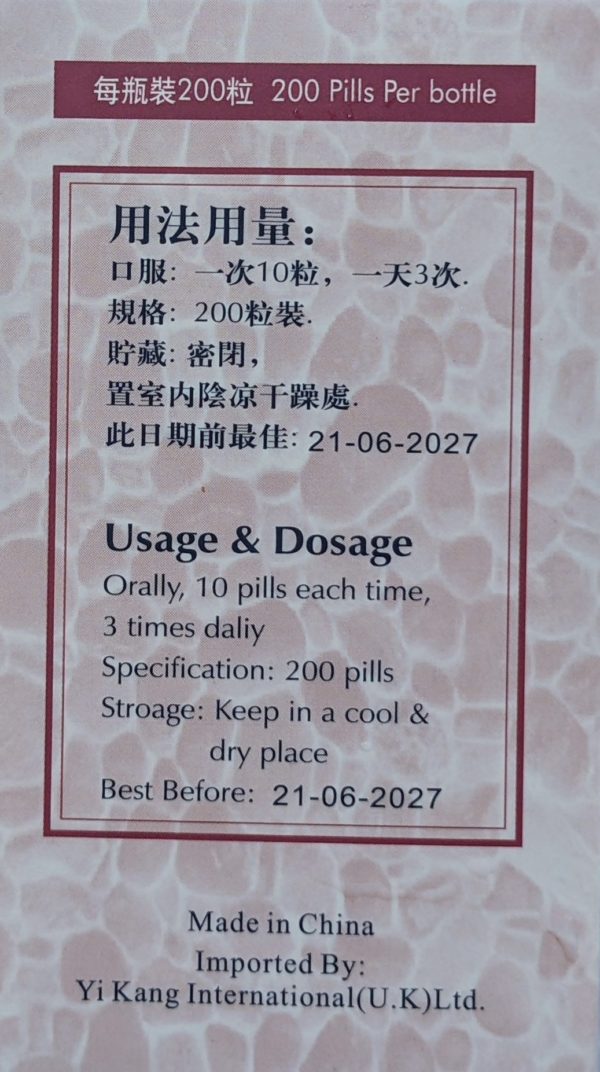 每瓶裝200粒 200 Pills Per bottle
用法用量：
口服：一次10粒，一天3次.
規格：200粒裝.
貯藏：密閉，
置室内陰凉干躁處.
此日期前最佳：21-06-2027
Usage & Dosage
Orally, 10 pills each time,
3 times daliy
Specification: 200 pills
Stroage: Keep in a cool &
dry place
Best Before: 21-06-2027
Made in China
Imported By:
Yi Kang International(U.K)Ltd.